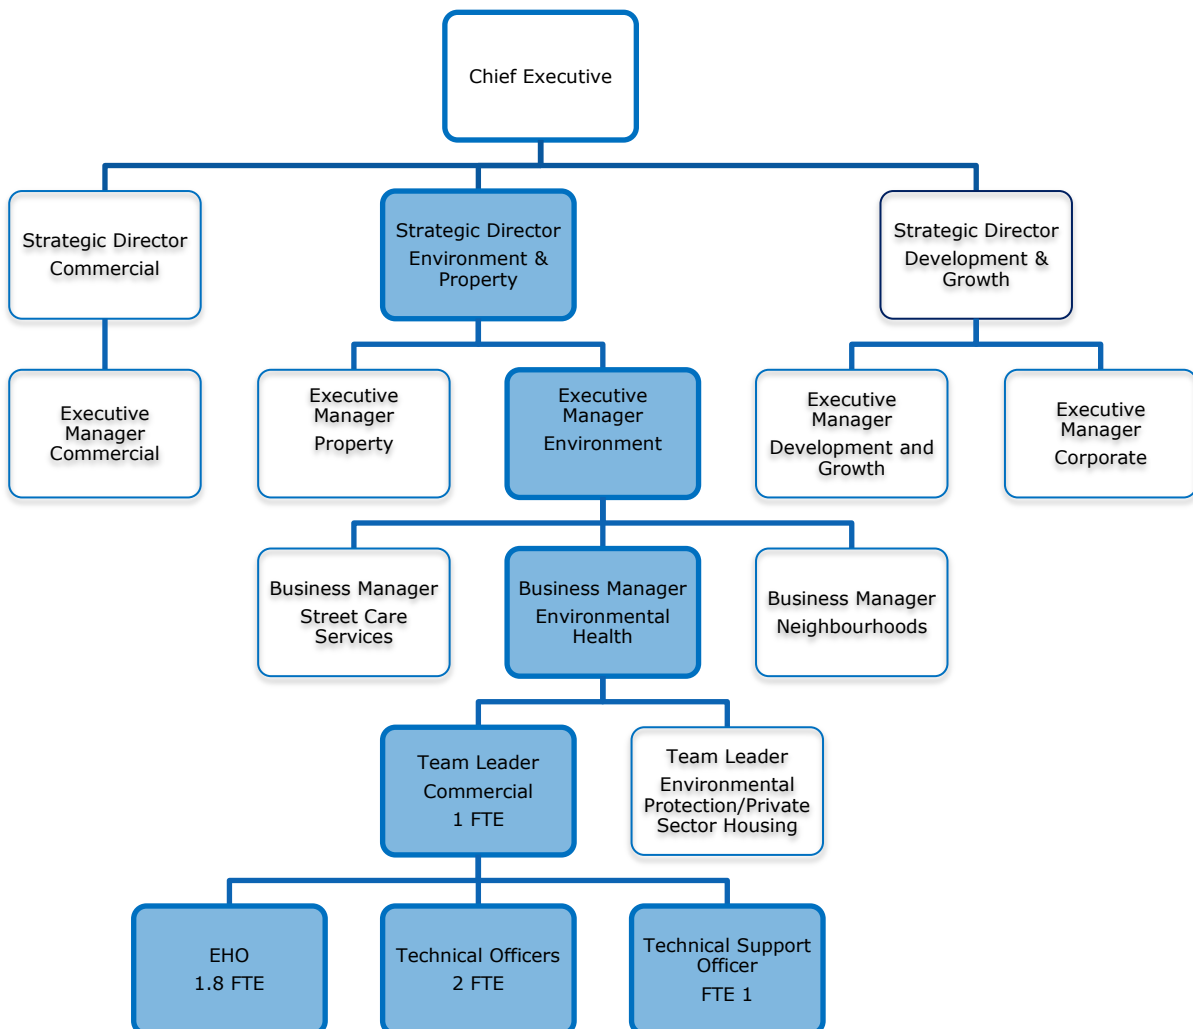 Chief Executive
Strategic Director
Commercial
Strategic Director
Environment &
Property
Strategic Director
Development &
Growth
Executive
Manager
Commercial
Executive
Manager
Property
Executive
Manager
Environment
Executive
Manager
Development and
Growth
Executive
Manager
Corporate
Business Manager
Street Care
Services
Business Manager
Environmental
Health
Business Manager
Neighbourhoods
Team Leader
Commercial
1 FTE
Team Leader
Environmental
Protection/Private
Sector Housing
EHO
1.8 FTE
Technical Officers
2 FTE
Technical Support
Officer
FTE 1